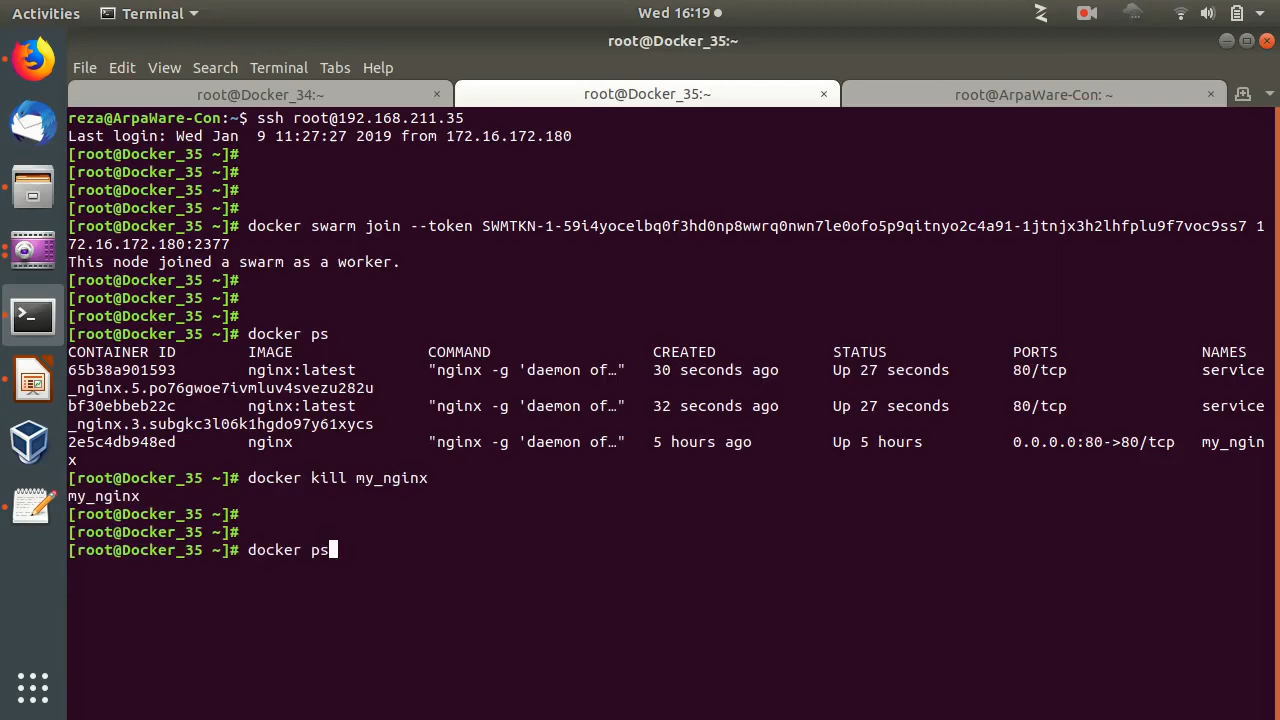 Activities Terminal Wed 16:19
root@Docker_35:~
File Edit View Search Terminal Tabs Help
root@Docker_34:~ × root@Docker_35:~ × root@ArpaWare-Con: ~ ×
reza@ArpaWare-Con:~$ ssh root@192.168.211.35
Last login: Wed Jan  9 11:27:27 2019 from 172.16.172.180
[root@Docker_35 ~]#
[root@Docker_35 ~]#
[root@Docker_35 ~]#
[root@Docker_35 ~]#
[root@Docker_35 ~]# docker swarm join --token SWMTKN-1-59i4yocelbq0f3hd0np8wwrq0nwn7le0ofo5p9qitnyo2c4a91-1jtnjx3h2lhfplu9f7voc9ss7 1
72.16.172.180:2377
This node joined a swarm as a worker.
[root@Docker_35 ~]#
[root@Docker_35 ~]#
[root@Docker_35 ~]#
[root@Docker_35 ~]# docker ps
CONTAINER ID        IMAGE               COMMAND                  CREATED             STATUS              PORTS                NAMES
65b38a901593        nginx:latest        "nginx -g 'daemon of…"   30 seconds ago      Up 27 seconds       80/tcp               service
_nginx.5.po76gwoe7ivmluv4svezu282u
bf30ebbeb22c        nginx:latest        "nginx -g 'daemon of…"   32 seconds ago      Up 27 seconds       80/tcp               service
_nginx.3.subgkc3l06k1hgdo97y61xycs
2e5c4db948ed        nginx               "nginx -g 'daemon of…"   5 hours ago         Up 5 hours          0.0.0.0:80->80/tcp   my_ngin
x
[root@Docker_35 ~]# docker kill my_nginx
my_nginx
[root@Docker_35 ~]#
[root@Docker_35 ~]#
[root@Docker_35 ~]# docker ps